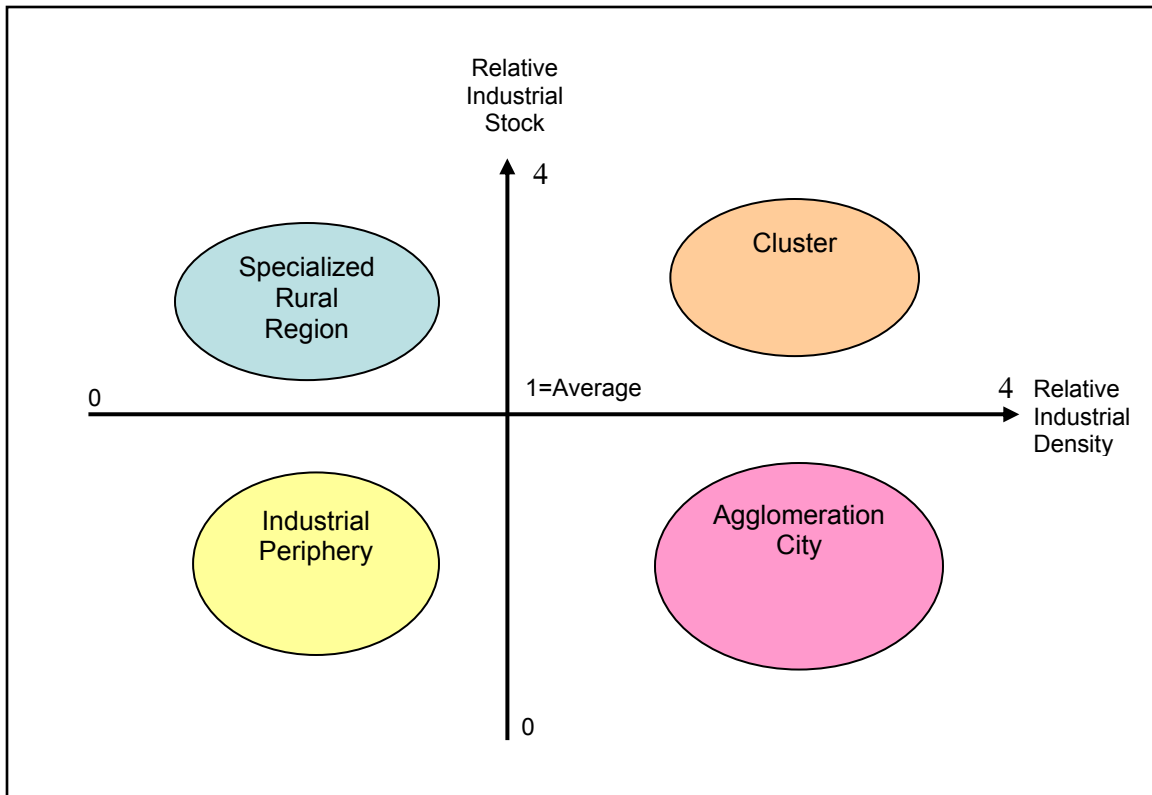 Relative
Industrial
Stock
4
Specialized
Rural
Region
Cluster
0
1=Average
4
Relative
Industrial
Density
Industrial
Periphery
Agglomeration
City
0